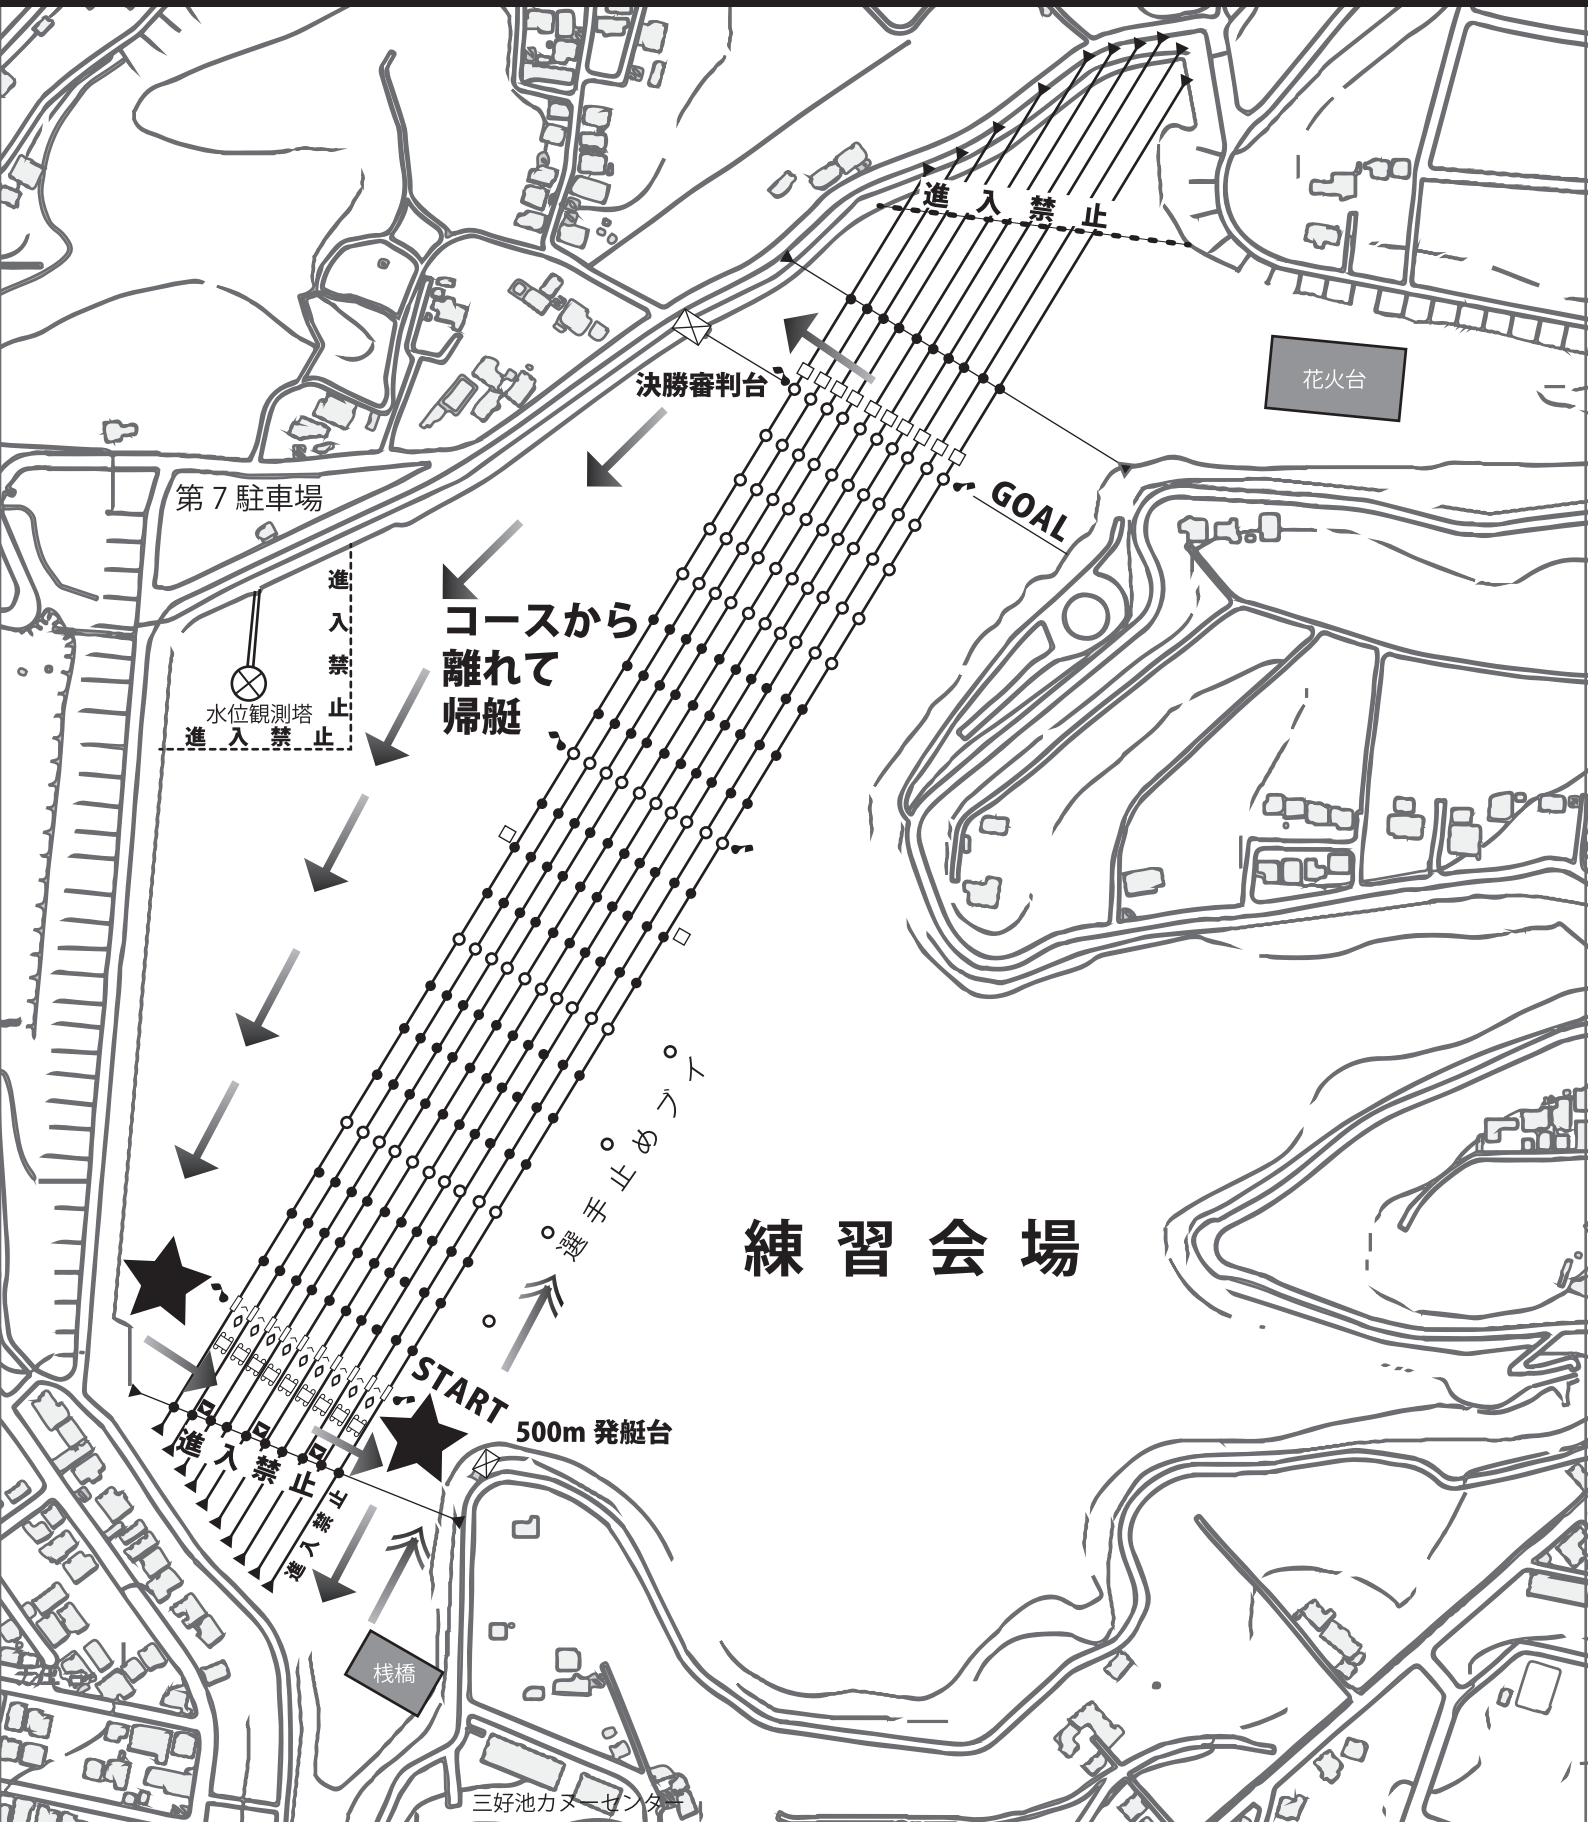 進入禁止
花火台
決勝審判台
GOAL
第7駐車場
進入禁止
コースから
離れて
帰艇
水位観測塔
進入禁止
選手止めブイ
練習会場
START
500m 発艇台
進入禁止
進入禁止
桟橋
三好池カヌーセンター